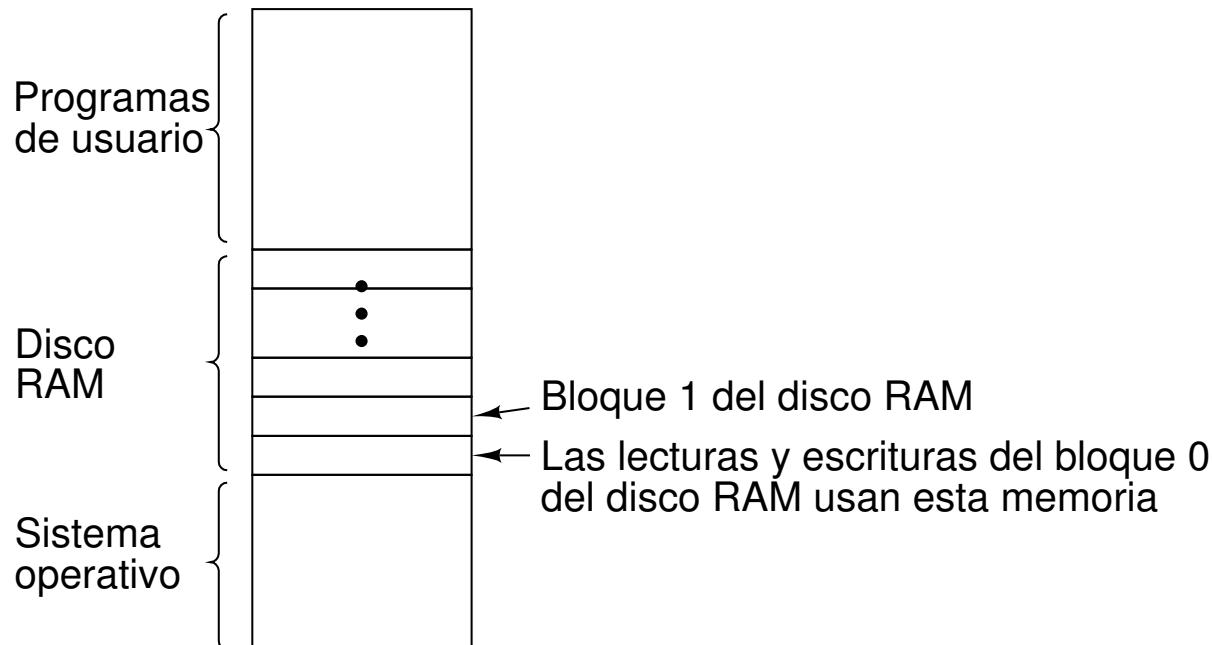 Programas
de usuario
Disco
RAM
Bloque 1 del disco RAM
Las lecturas y escrituras del bloque 0
del disco RAM usan esta memoria
Sistema
operativo